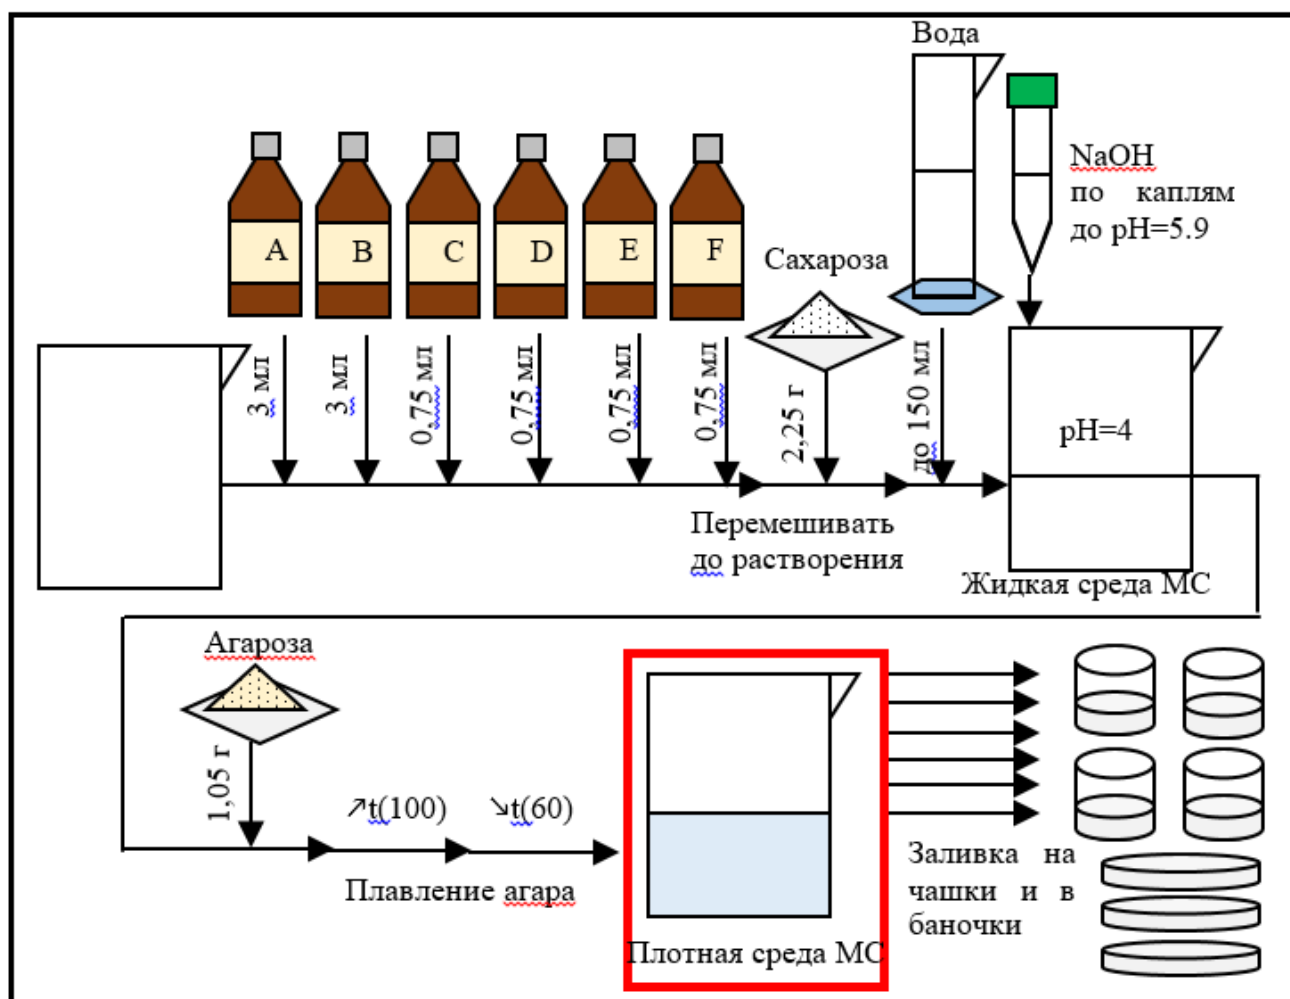 Вода
NaOH
по каплям
до pH=5.9
A
B
C
D
E
F
Сахароза
3 мл
3 мл
0,75 мл
0,75 мл
0,75 мл
0,75 мл
2,25 г
до 150 мл
pH=4
Перемешивать
до растворения
Жидкая среда МС
Агароза
1,05 г
↗t(100)
↘t(60)
Плавление агара
Плотная среда МС
Заливка на
чашки и в
баночки